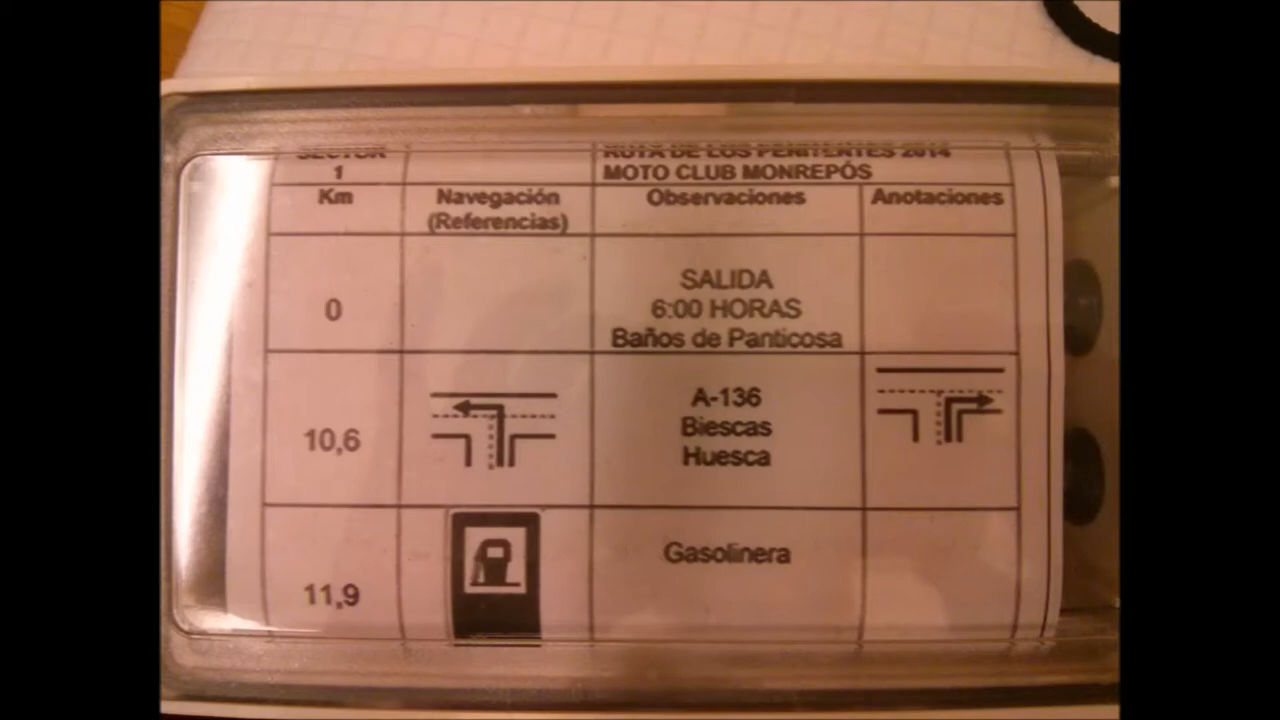 SECTOR
1
RUTA DE LOS PENITENTES 2014
MOTO CLUB MONREPÓS
Km
Navegación
(Referencias)
Observaciones
Anotaciones
0
SALIDA
6:00 HORAS
Baños de Panticosa
10,6
A-136
Biescas
Huesca
11,9
Gasolinera